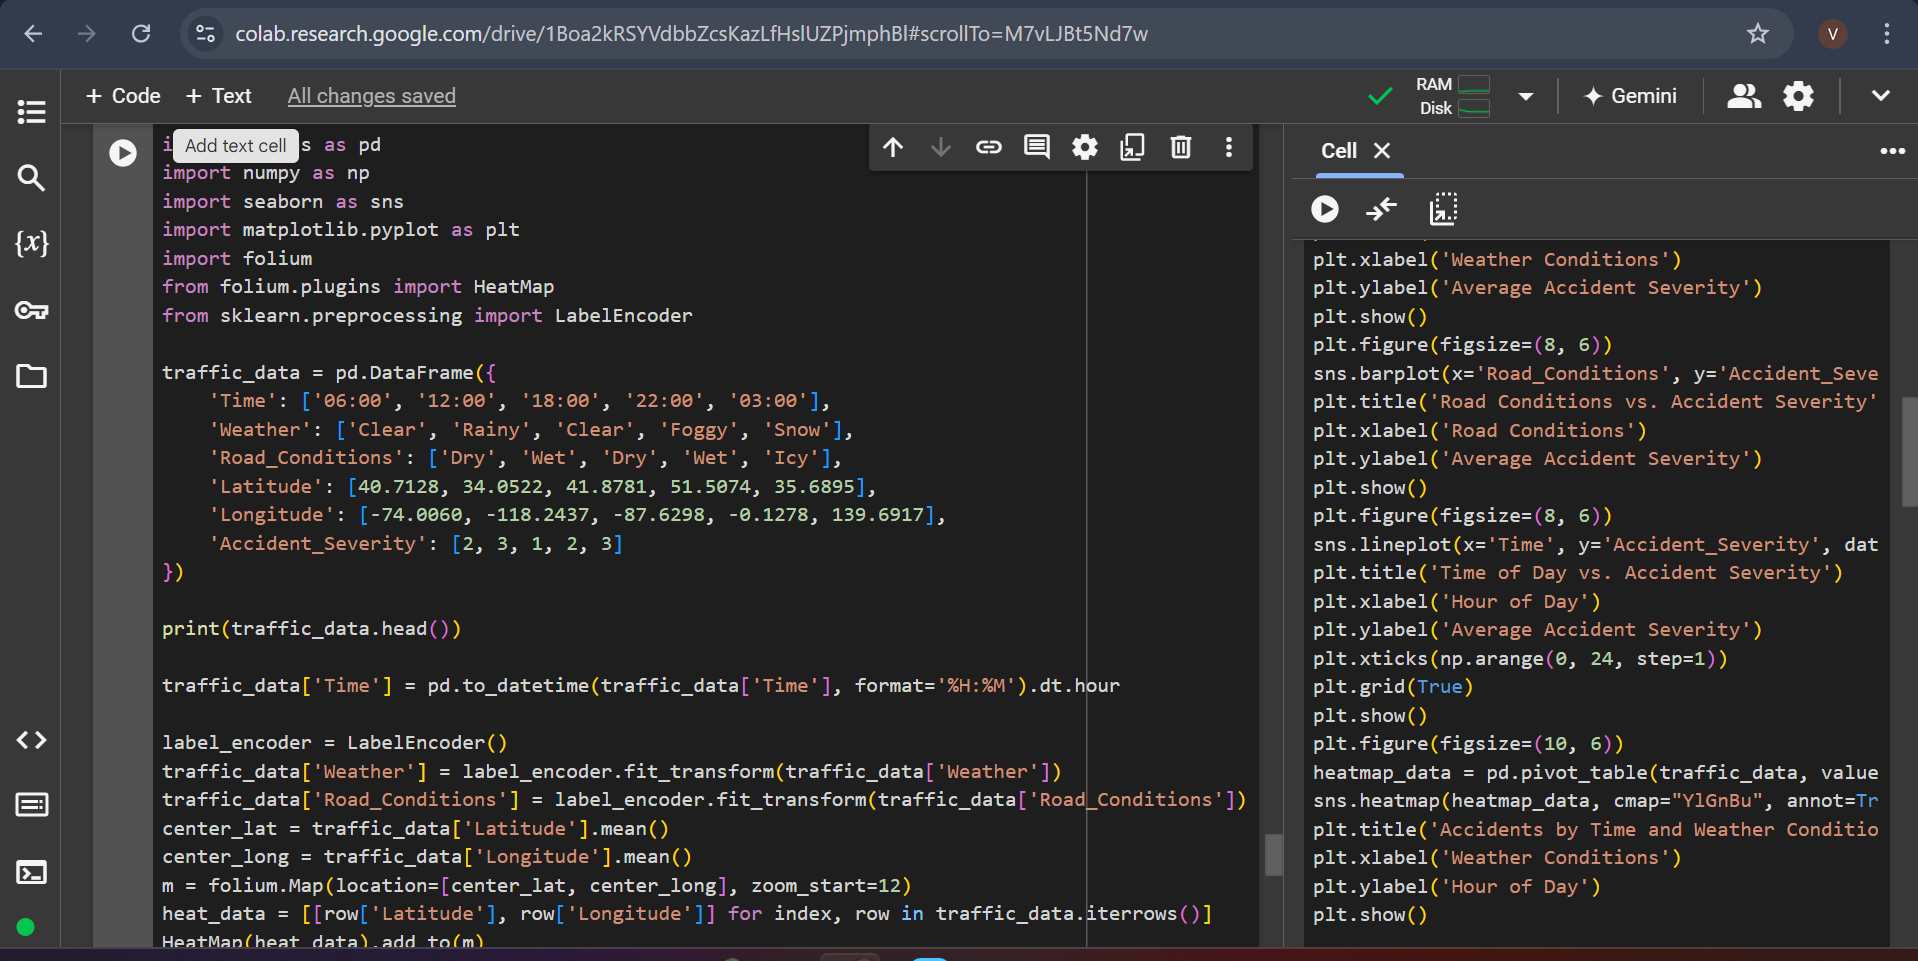 colab.research.google.com/drive/1Boa2kRSYVdbbZcsKazLfHslUZPjmphBl#scrollTo=M7vLJBt5Nd7w
V
+ Code + Text All changes saved
RAM
Disk
Gemini
Add text cell
i s as pd
import numpy as np
import seaborn as sns
import matplotlib.pyplot as plt
import folium
from folium.plugins import HeatMap
from sklearn.preprocessing import LabelEncoder
traffic_data = pd.DataFrame({
    'Time': ['06:00', '12:00', '18:00', '22:00', '03:00'],
    'Weather': ['Clear', 'Rainy', 'Clear', 'Foggy', 'Snow'],
    'Road_Conditions': ['Dry', 'Wet', 'Dry', 'Wet', 'Icy'],
    'Latitude': [40.7128, 34.0522, 41.8781, 51.5074, 35.6895],
    'Longitude': [-74.0060, -118.2437, -87.6298, -0.1278, 139.6917],
    'Accident_Severity': [2, 3, 1, 2, 3]
})
print(traffic_data.head())
traffic_data['Time'] = pd.to_datetime(traffic_data['Time'], format='%H:%M').dt.hour
label_encoder = LabelEncoder()
traffic_data['Weather'] = label_encoder.fit_transform(traffic_data['Weather'])
traffic_data['Road_Conditions'] = label_encoder.fit_transform(traffic_data['Road_Conditions'])
center_lat = traffic_data['Latitude'].mean()
center_long = traffic_data['Longitude'].mean()
m = folium.Map(location=[center_lat, center_long], zoom_start=12)
heat_data = [[row['Latitude'], row['Longitude']] for index, row in traffic_data.iterrows()]
HeatMap(heat_data).add_to(m)
Cell
plt.xlabel('Weather Conditions')
plt.ylabel('Average Accident Severity')
plt.show()
plt.figure(figsize=(8, 6))
sns.barplot(x='Road_Conditions', y='Accident_Seve
plt.title('Road Conditions vs. Accident Severity'
plt.xlabel('Road Conditions')
plt.ylabel('Average Accident Severity')
plt.show()
plt.figure(figsize=(8, 6))
sns.lineplot(x='Time', y='Accident_Severity', dat
plt.title('Time of Day vs. Accident Severity')
plt.xlabel('Hour of Day')
plt.ylabel('Average Accident Severity')
plt.xticks(np.arange(0, 24, step=1))
plt.grid(True)
plt.show()
plt.figure(figsize=(10, 6))
heatmap_data = pd.pivot_table(traffic_data, value
sns.heatmap(heatmap_data, cmap="YlGnBu", annot=Tr
plt.title('Accidents by Time and Weather Conditio
plt.xlabel('Weather Conditions')
plt.ylabel('Hour of Day')
plt.show()